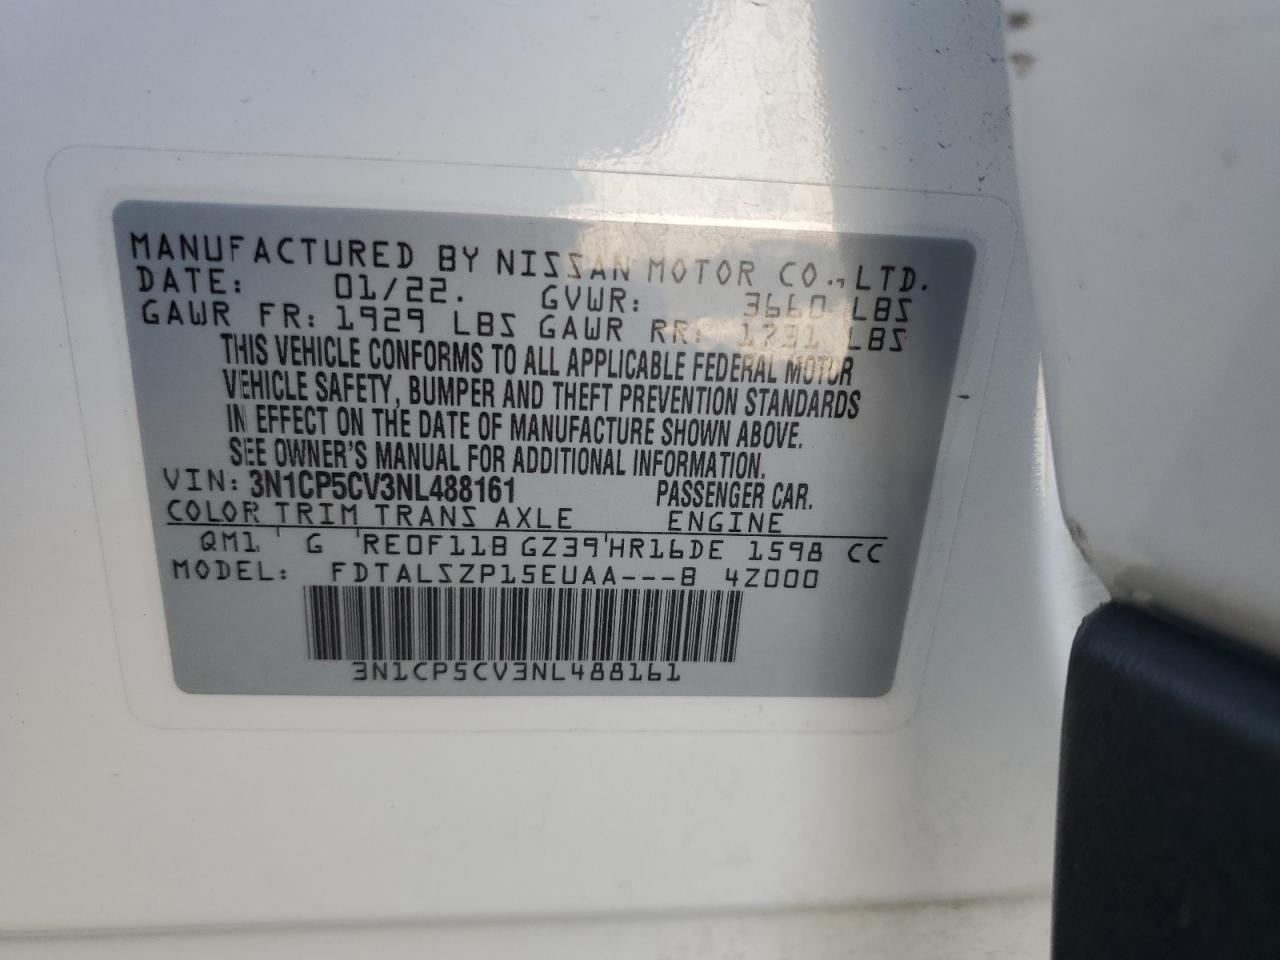 MANUFACTURED BY NISSAN MOTOR CO., LTD.
DATE: 01/22. GVWR: 3660 LBS
GAWR FR: 1929 LBS GAWR RR: 1731 LBS
THIS VEHICLE CONFORMS TO ALL APPLICABLE FEDERAL MOTOR
VEHICLE SAFETY, BUMPER AND THEFT PREVENTION STANDARDS
IN EFFECT ON THE DATE OF MANUFACTURE SHOWN ABOVE.
SEE OWNER'S MANUAL FOR ADDITIONAL INFORMATION.
VIN: 3N1CP5CV3NL488161 PASSENGER CAR.
COLOR TRIM TRANS AXLE ENGINE
QM1 G RE0F11B GZ39 HR16DE 1598 CC
MODEL: FDTALSZP15EUAA---B 4Z000
3N1CP5CV3NL488161